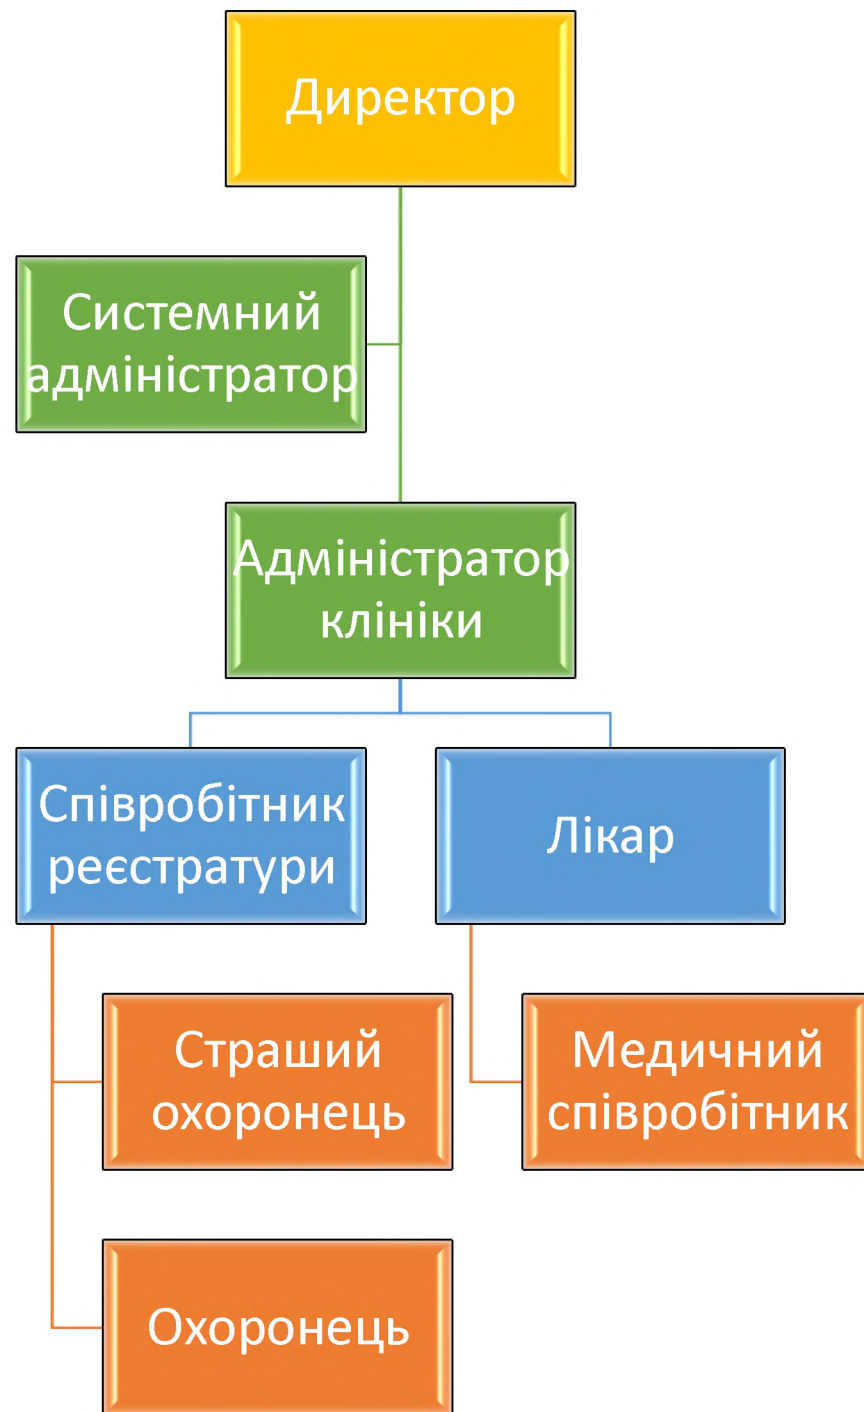 Директор
Системний
адміністратор
Адміністратор
клініки
Співробітник
реєстратури
Лікар
Страший
охоронець
Медичний
співробітник
Охоронець